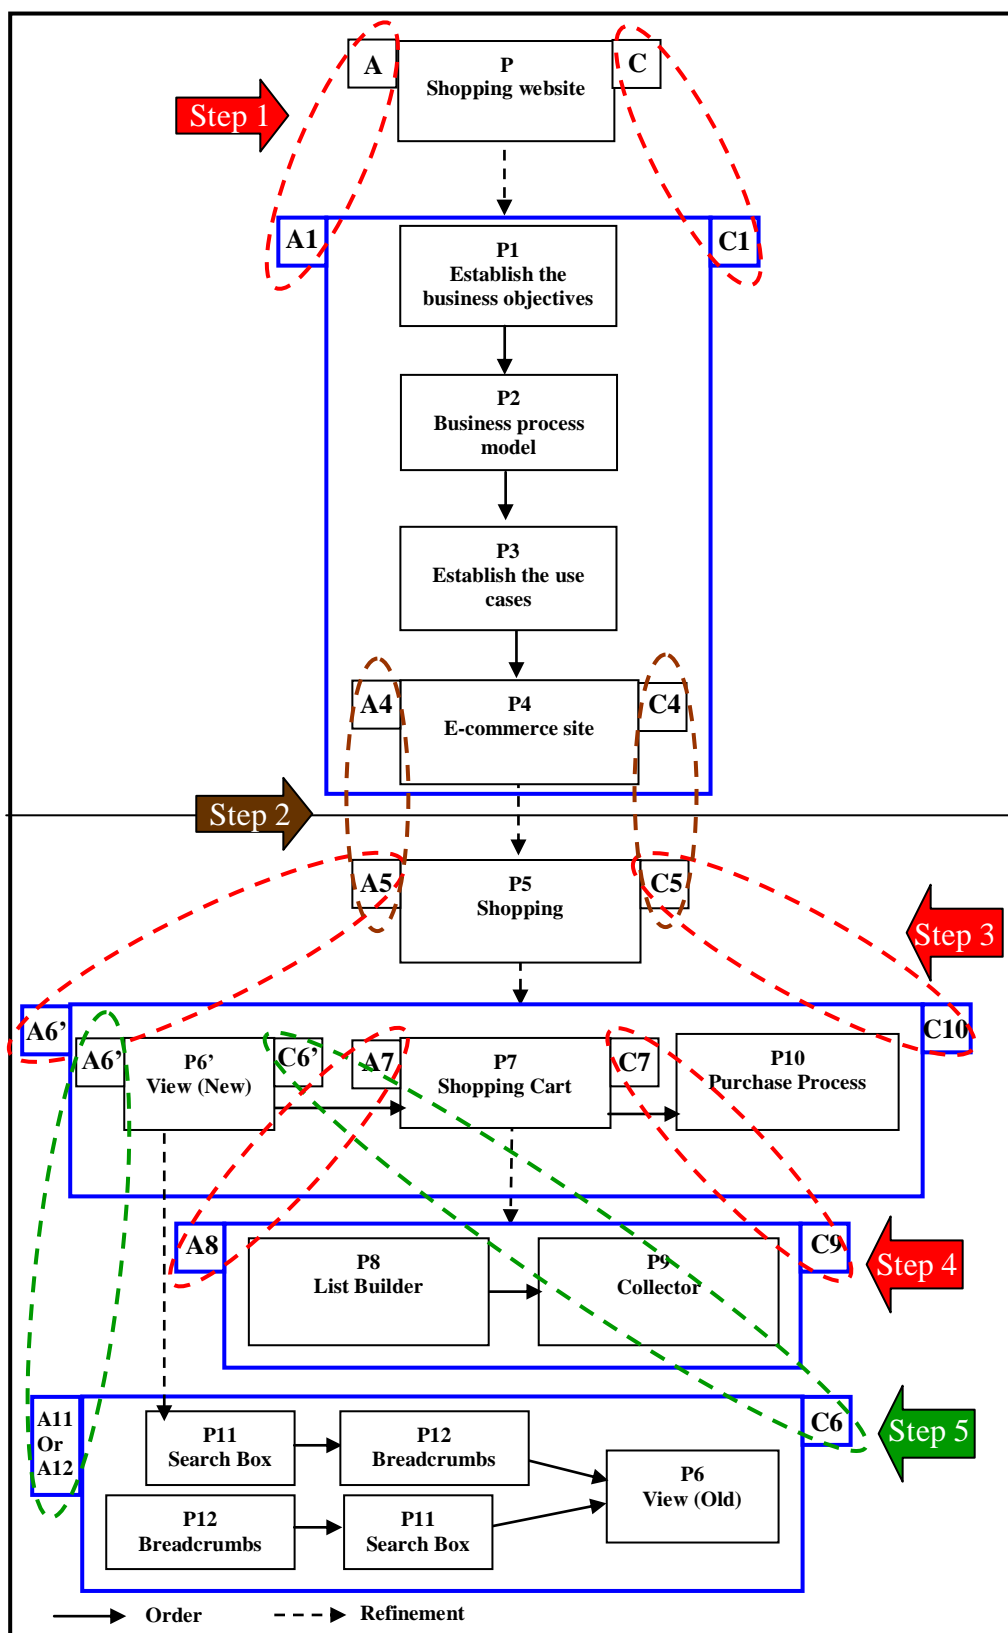 A
P
Shopping website
C
Step 1
A1
C1
P1
Establish the
business objectives
P2
Business process
model
P3
Establish the use
cases
A4
P4
E-commerce site
C4
Step 2
A5
P5
Shopping
C5
Step 3
A6’
C10
A6’
P6’
View (New)
C6’
A7
P7
Shopping Cart
C7
P10
Purchase Process
A8
P8
List Builder
P9
Collector
C9
Step 4
A11
Or
A12
P11
Search Box
P12
Breadcrumbs
P6
View (Old)
C6
Step 5
P12
Breadcrumbs
P11
Search Box
Order
Refinement